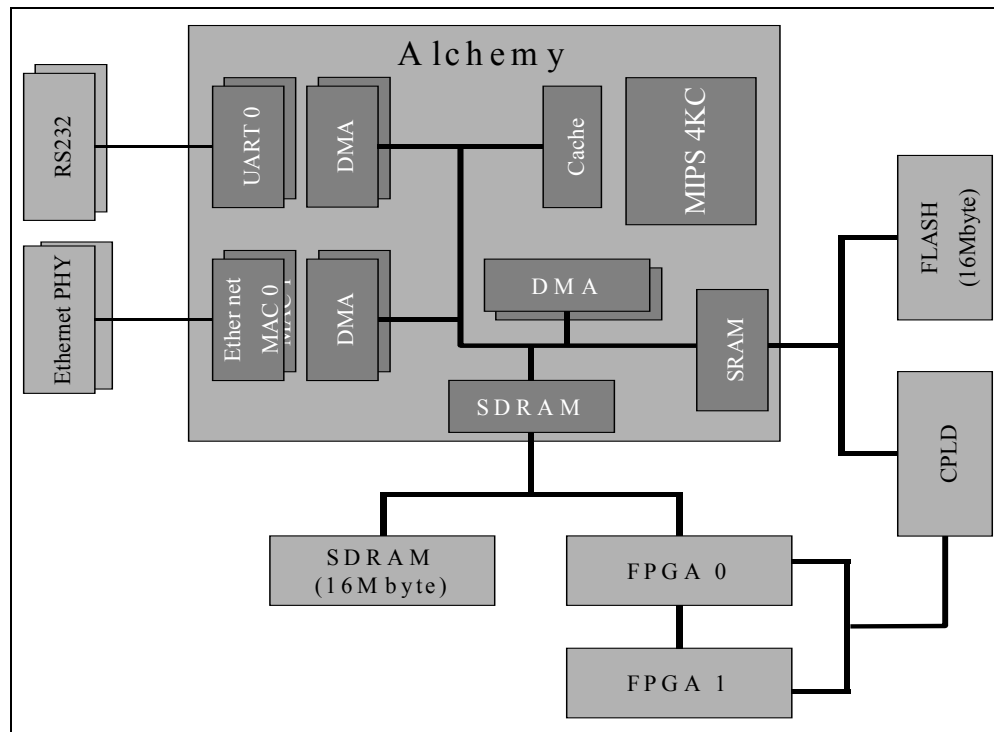 Alchemy
RS232
UART 0
DMA
Cache
MIPS 4KC
FLASH
(16Mbyte)
Ethernet PHY
Ether net
MAC 0
DMA
DMA
SRAM
SDRAM
CPLD
SDRAM
(16M byte)
FPGA 0
FPGA 1